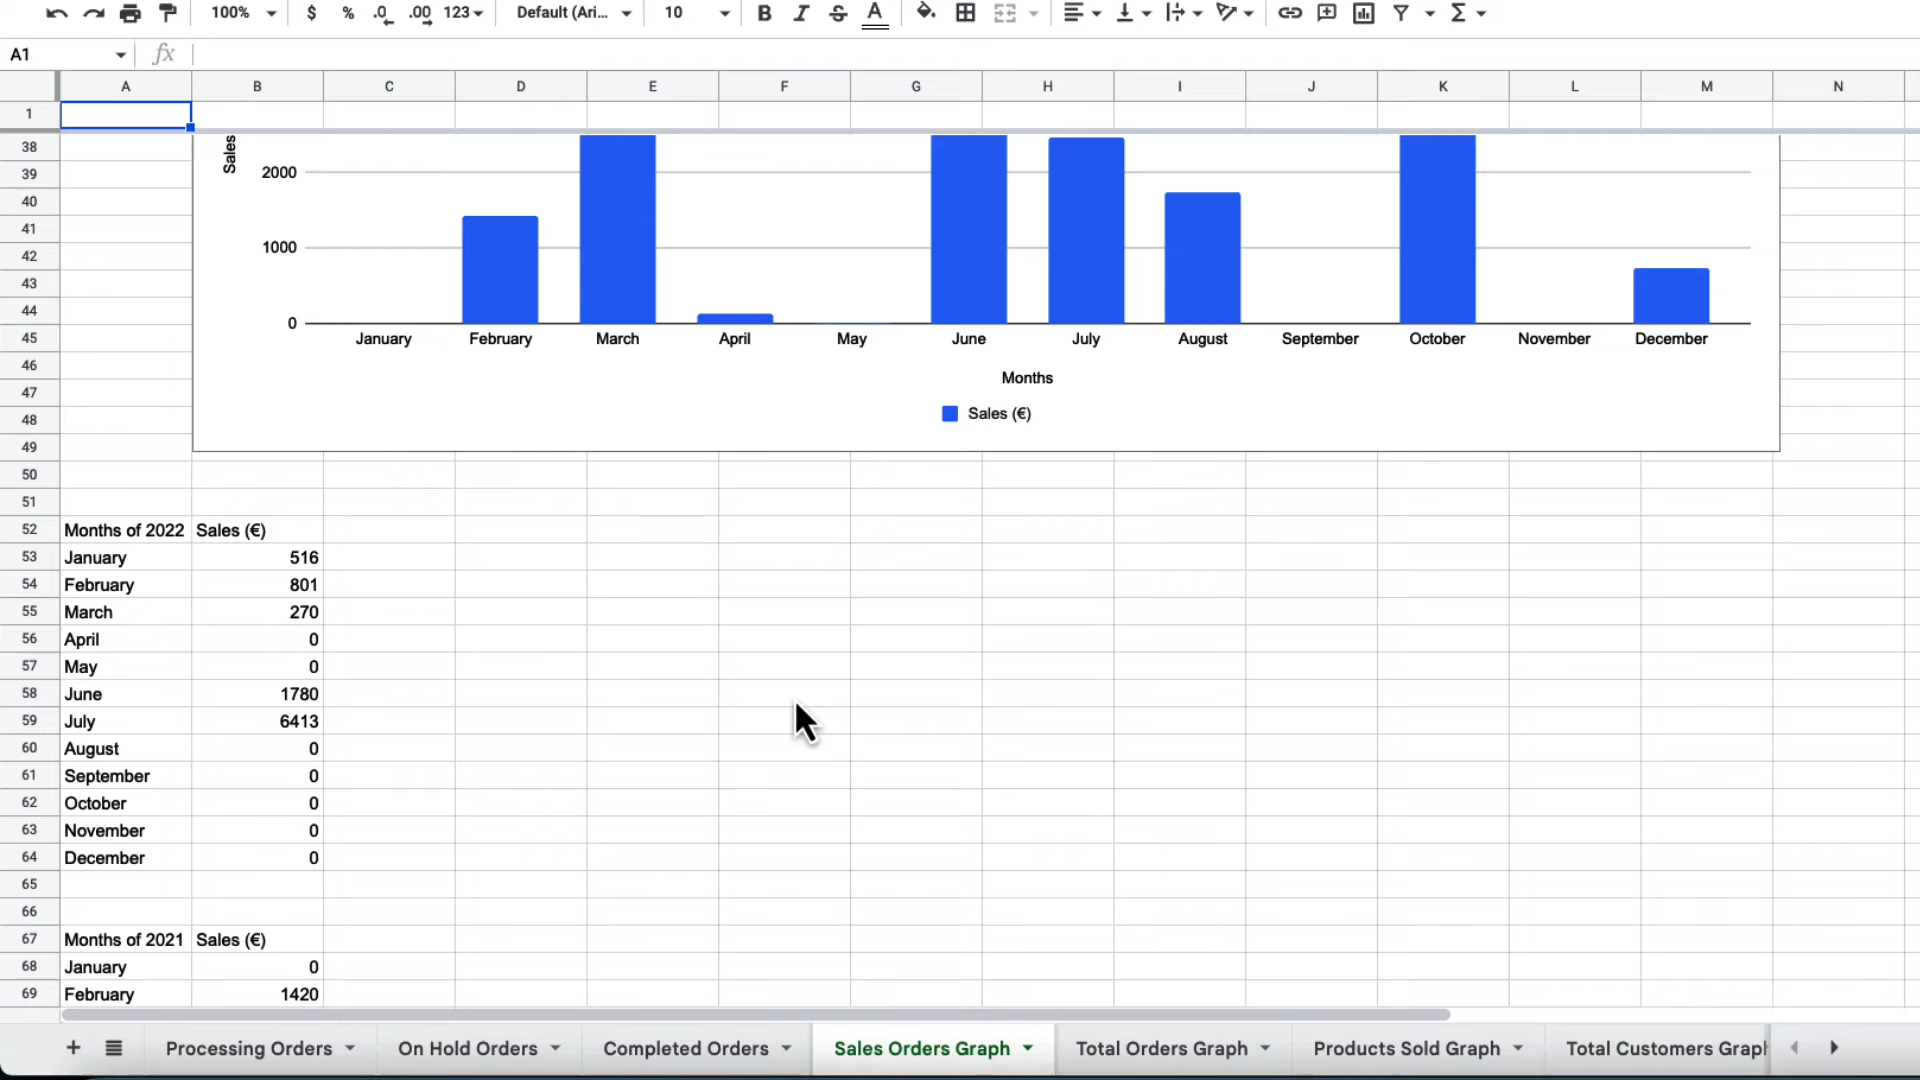 100% $ % .0 .00 123 Default (Ari... 10 B I S A Σ
A1 fx
A B C D E F G H I J K L M N
1
38 Sales
39 2000
40
41
42 1000
43
44 0
45 January February March April May June July August September October November December
46
47 Months
48 Sales (€)
49
50
51
52 Months of 2022 Sales (€)
53 January 516
54 February 801
55 March 270
56 April 0
57 May 0
58 June 1780
59 July 6413
60 August 0
61 September 0
62 October 0
63 November 0
64 December 0
65
66
67 Months of 2021 Sales (€)
68 January 0
69 February 1420
+ Processing Orders On Hold Orders Completed Orders Sales Orders Graph Total Orders Graph Products Sold Graph Total Customers Grap